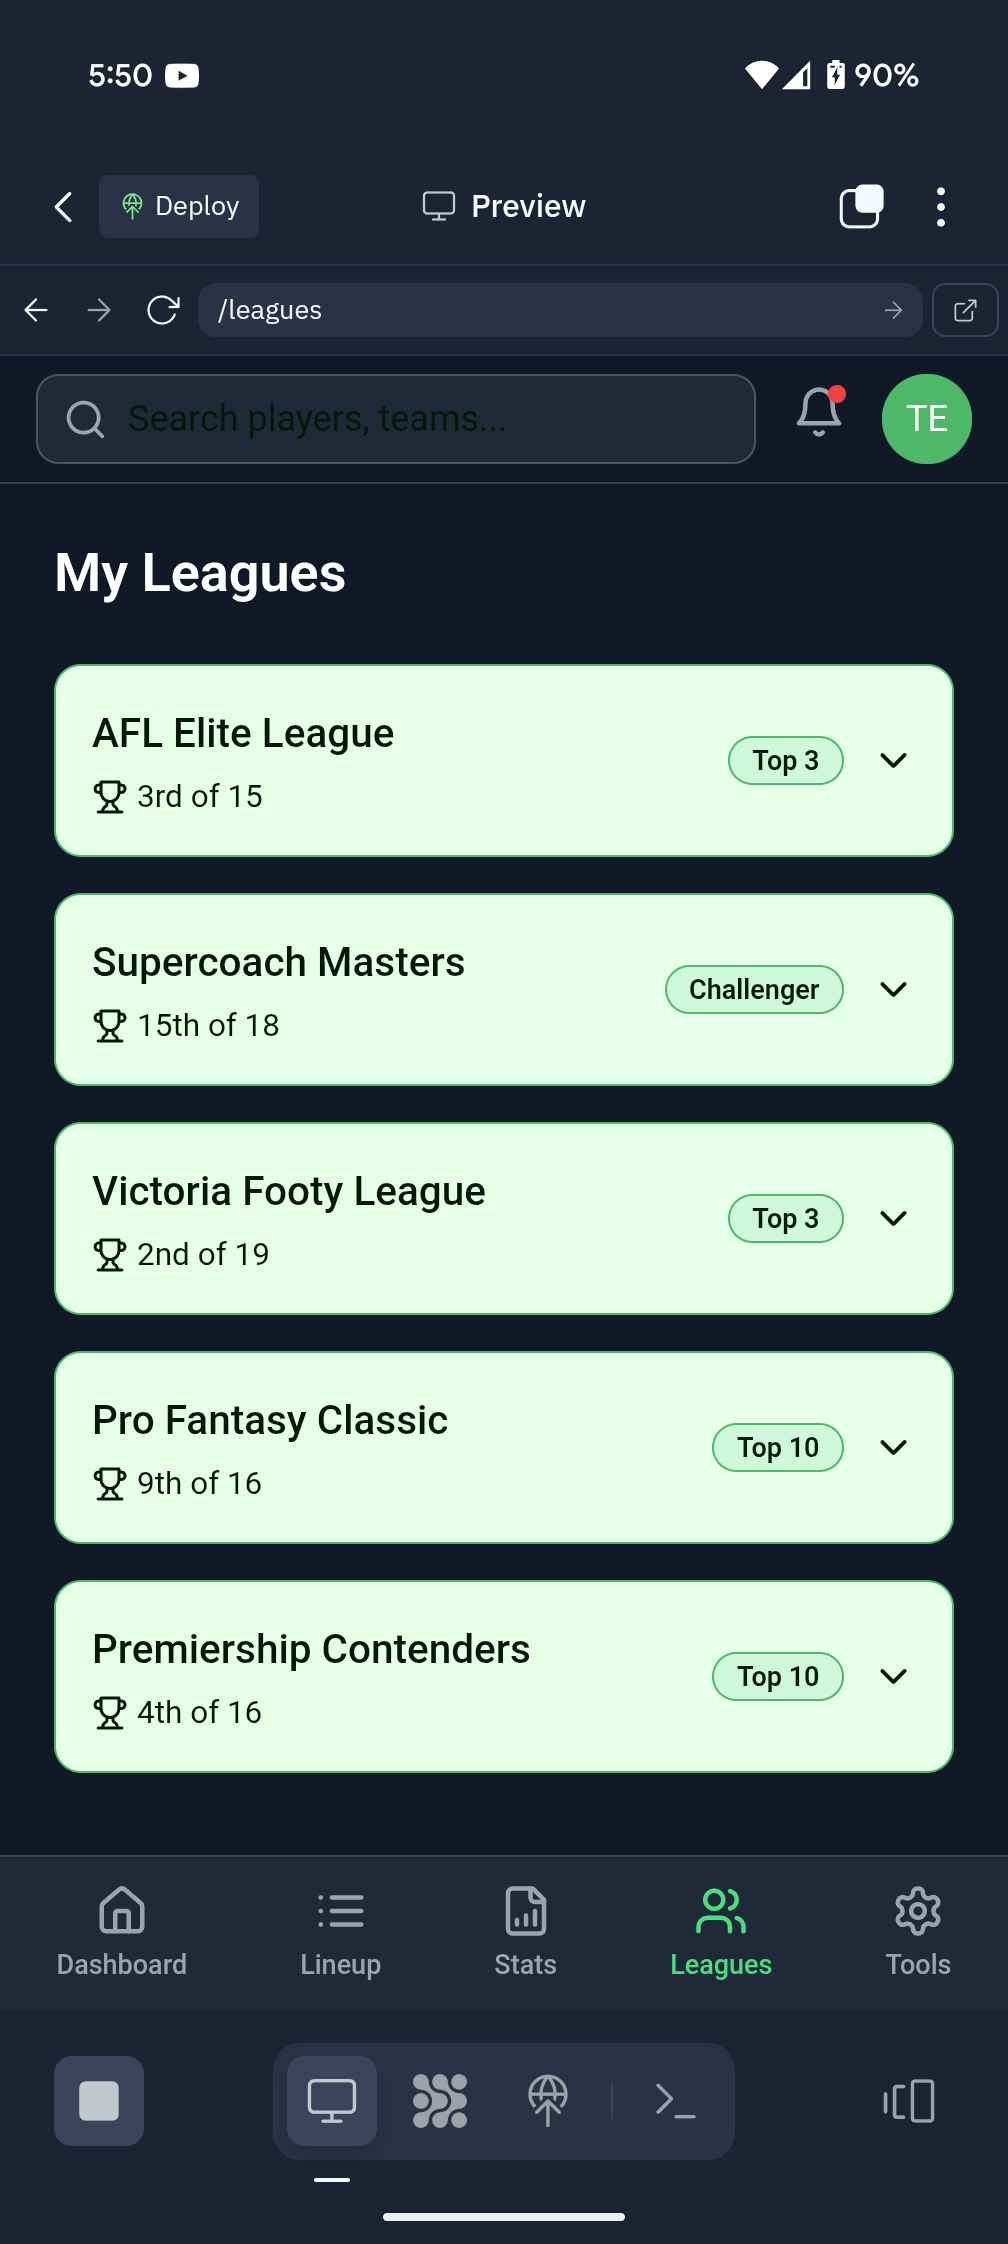 5:50 90%
Deploy Preview
/leagues
Search players, teams... TE
My Leagues
AFL Elite League
3rd of 15
Top 3
Supercoach Masters
15th of 18
Challenger
Victoria Footy League
2nd of 19
Top 3
Pro Fantasy Classic
9th of 16
Top 10
Premiership Contenders
4th of 16
Top 10
Dashboard Lineup Stats Leagues Tools